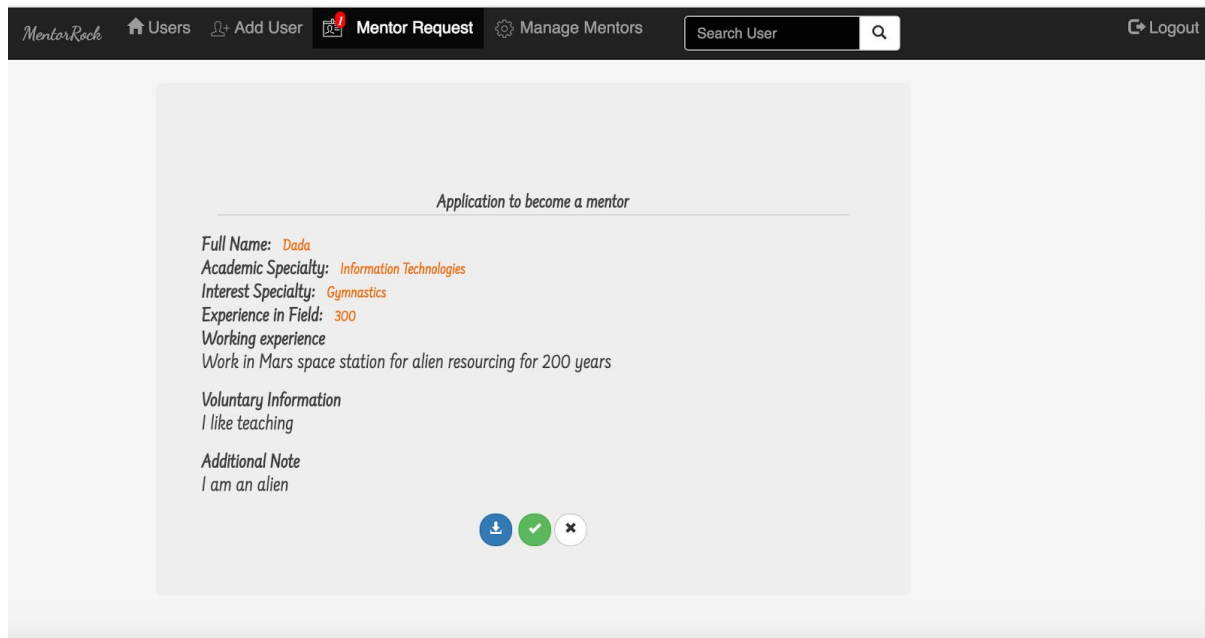 MentorRock Users Add User 1 Mentor Request Manage Mentors Search User Logout
Application to become a mentor
Full Name: Dada
Academic Specialty: Information Technologies
Interest Specialty: Gymnastics
Experience in Field: 300
Working experience
Work in Mars space station for alien resourcing for 200 years
Voluntary Information
I like teaching
Additional Note
I am an alien